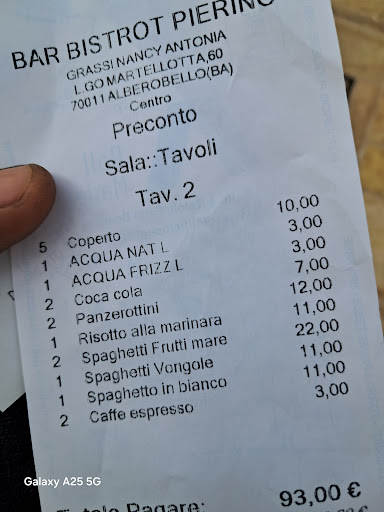 BAR BISTROT PIERINO
GRASSI NANCY ANTONIA
L.GO MARTELLOTTA,60
70011 ALBEROBELLO(BA)
Centro
Preconto
Sala::Tavoli
Tav. 2
5 Coperto 10,00
1 ACQUA NAT L 3,00
1 ACQUA FRIZZ L 3,00
2 Coca cola 7,00
2 Panzerottini 12,00
1 Risotto alla marinara 11,00
2 Spaghetti Frutti mare 22,00
1 Spaghetti Vongole 11,00
1 Spaghetto in bianco 11,00
2 Caffe espresso 3,00
Totale Pagare: 93,00 €
Galaxy A25 5G